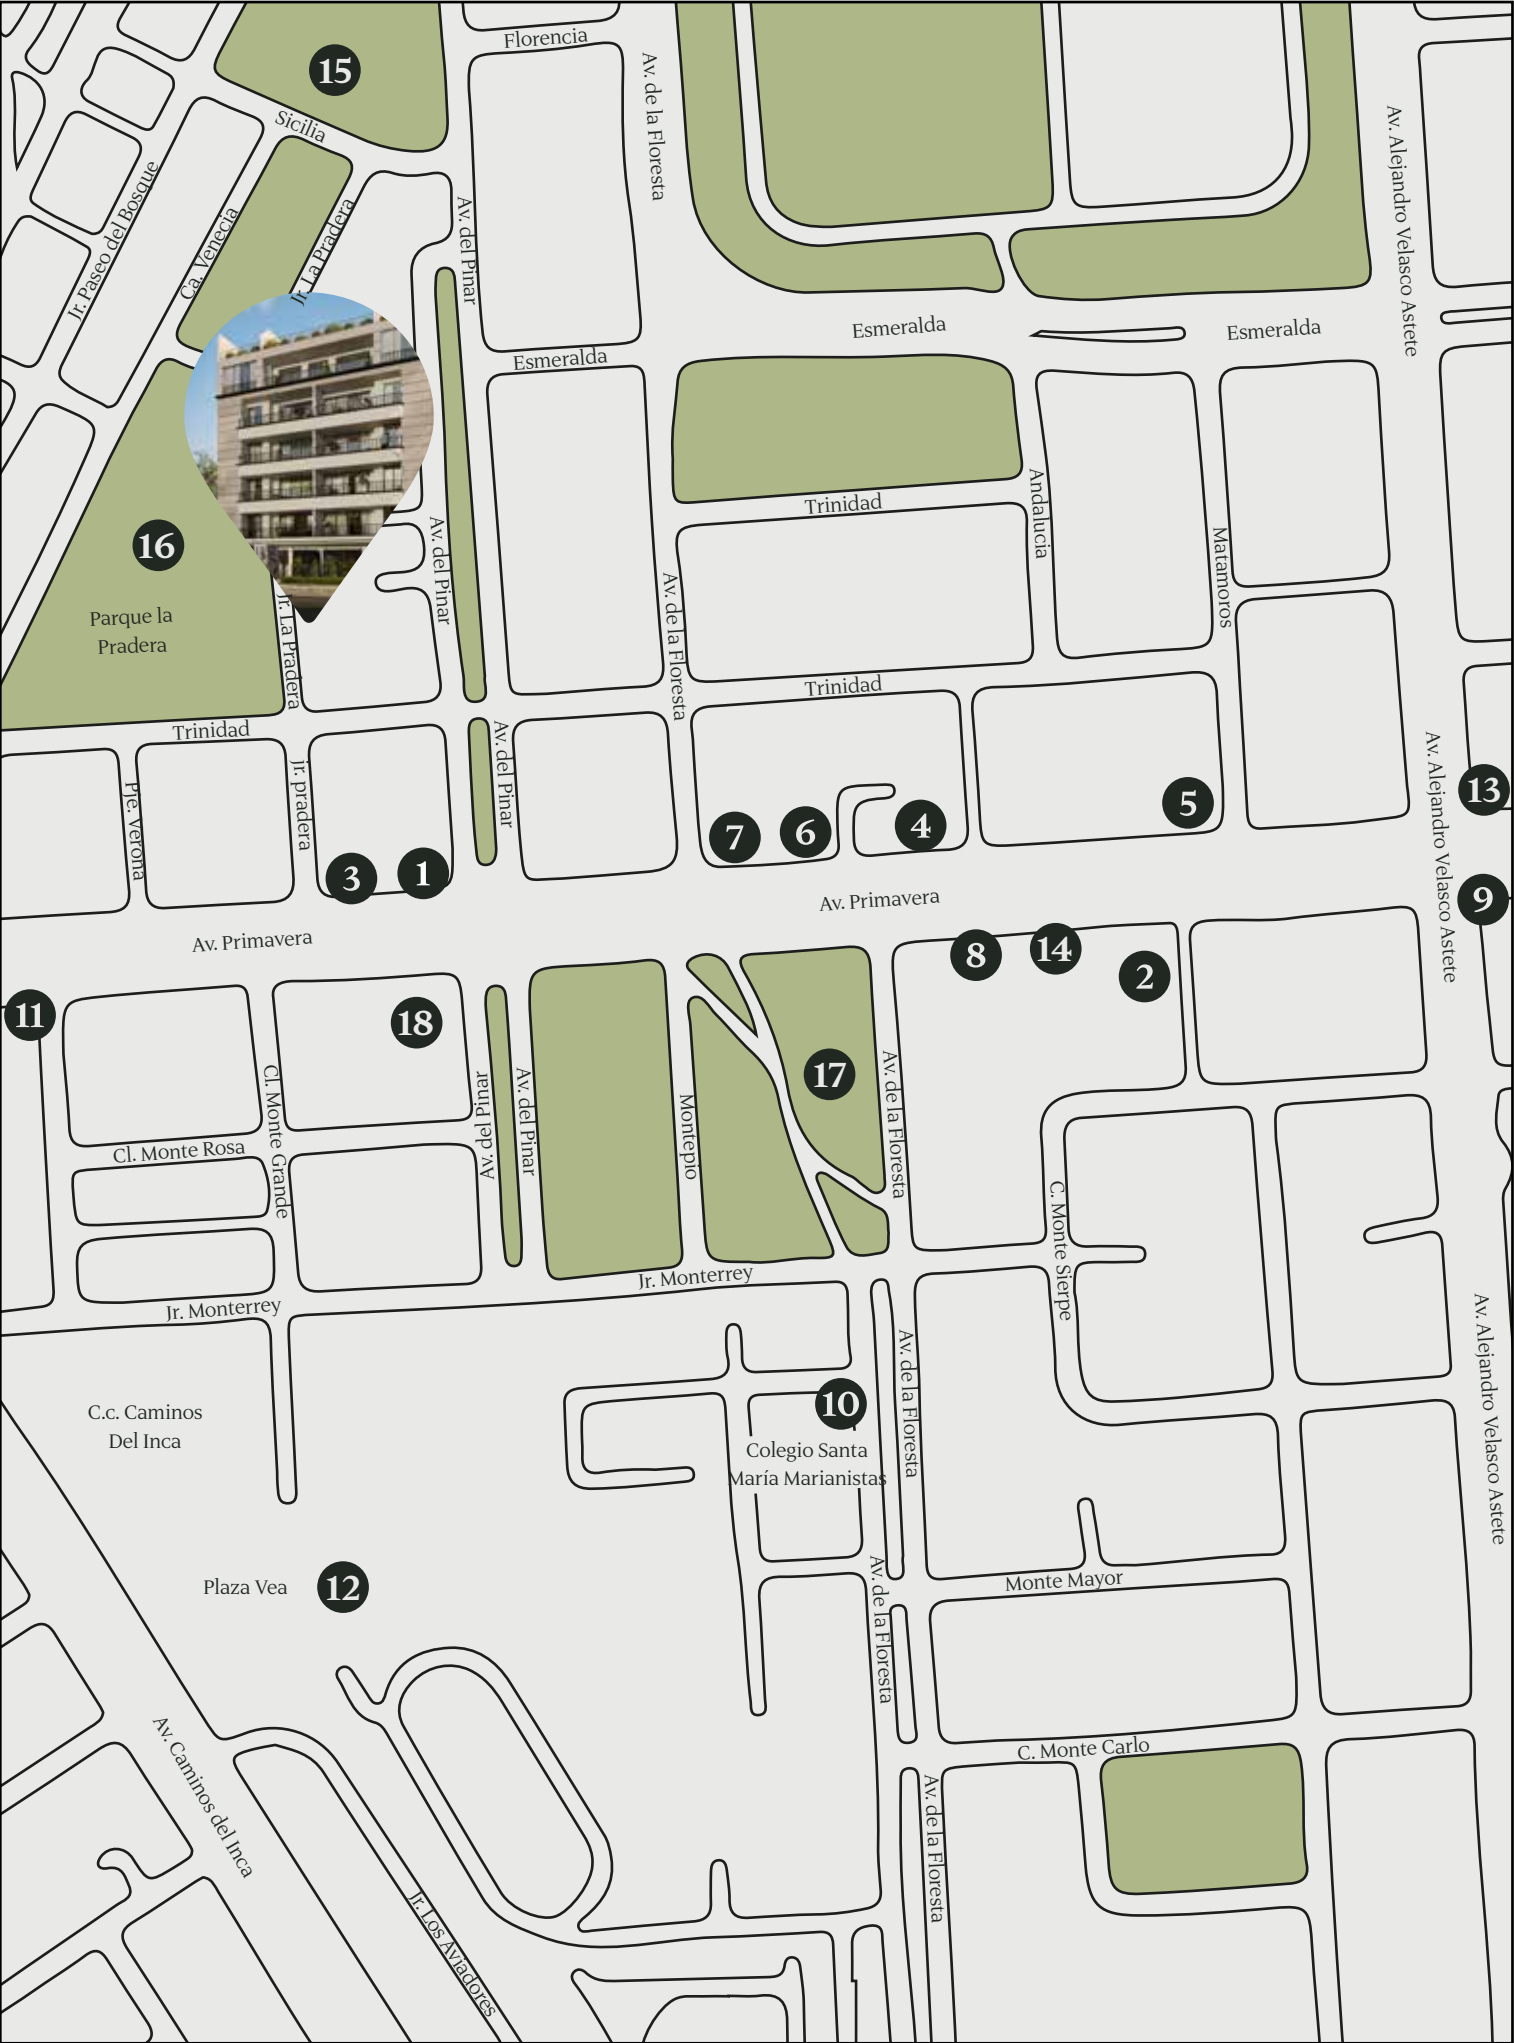 Florencia
Av. de la Floresta
15
Sicilia
Av. Alejandro Velasco Astete
Jr. Paseo del Bosque
Ca. Venecia
Jr. La Pradera
Av. del Pinar
Esmeralda
Esmeralda
Esmeralda
Trinidad
Andalucia
Matamoros
16
Av. del Pinar
Parque la
Pradera
Jr. La Pradera
Av. de la Floresta
Trinidad
Trinidad
Pje. Verona
jr. pradera
Av. del Pinar
Av. Alejandro Velasco Astete
13
5
4
6
7
1
3
9
Av. Primavera
Av. Primavera
8
14
2
11
18
17
Cl. Monte Grande
Av. del Pinar
Av. del Pinar
Montepio
Av. de la Floresta
Cl. Monte Rosa
C. Monte Sierpe
Jr. Monterrey
Jr. Monterrey
Av. Alejandro Velasco Astete
Av. de la Floresta
C.c. Caminos
Del Inca
10
Colegio Santa
María Marianistas
Plaza Vea
12
Av. de la Floresta
Monte Mayor
Av. Caminos del Inca
C. Monte Carlo
Av. de la Floresta
Jr. Los Aviadores